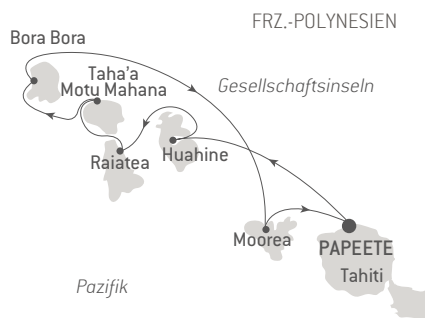 FRZ.-POLYNESIEN
Bora Bora
Taha'a
Motu Mahana
Gesellschaftsinseln
Huahine
Raiatea
Moorea
PAPEETE
Tahiti
Pazifik